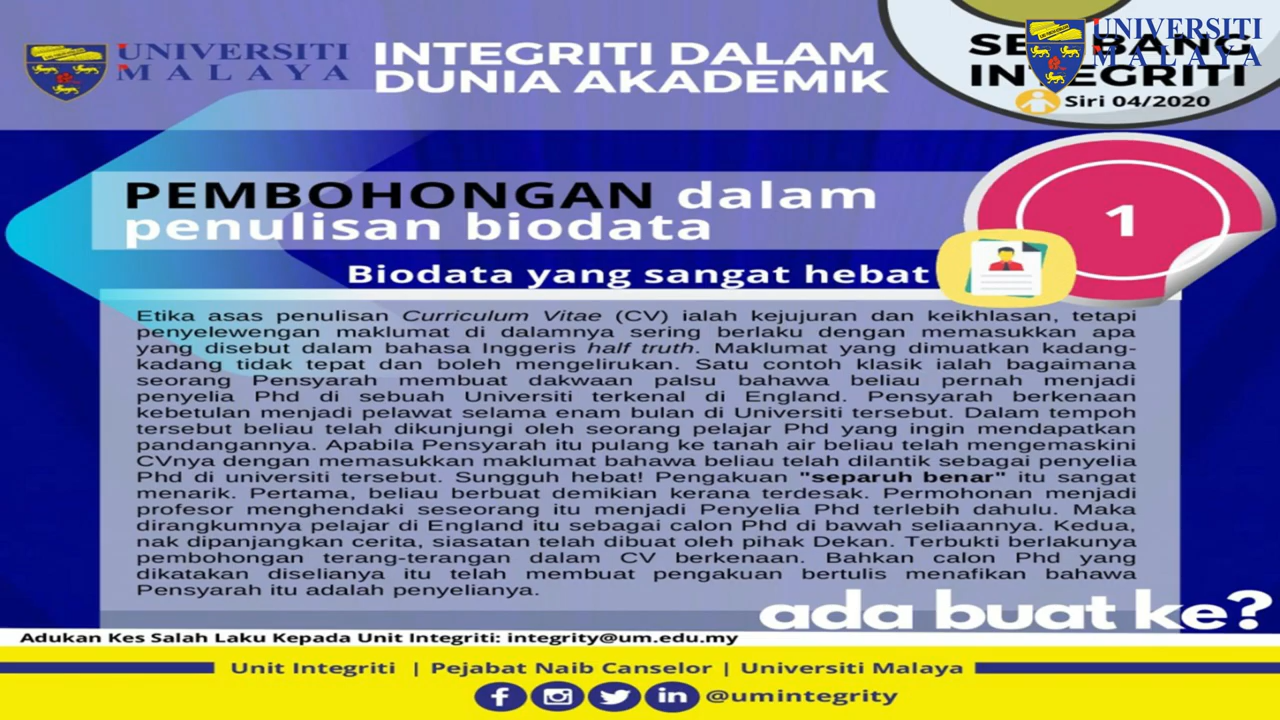 UNIVERSITI
MALAYA
INTEGRITI DALAM
DUNIA AKADEMIK
UNIVERSITI
MALAYA
INTEGRITI
Siri 04/2020
1
PEMBOHONGAN dalam
penulisan biodata
Biodata yang sangat hebat
Etika asas penulisan Curriculum Vitae (CV) ialah kejujuran dan keikhlasan, tetapi
penyelewengan maklumat di dalamnya sering berlaku dengan memasukkan apa
yang disebut dalam bahasa Inggeris half truth. Maklumat yang dimuatkan kadang-
kadang tidak tepat dan boleh mengelirukan. Satu contoh klasik ialah bagaimana
seorang Pensyarah membuat dakwaan palsu bahawa beliau pernah menjadi
penyelia Phd di sebuah Universiti terkenal di England. Pensyarah berkenaan
kebetulan menjadi pelawat selama enam bulan di Universiti tersebut. Dalam tempoh
tersebut beliau telah dikunjungi oleh seorang pelajar Phd yang ingin mendapatkan
pandangannya. Apabila Pensyarah itu pulang ke tanah air beliau telah mengemaskini
CVnya dengan memasukkan maklumat bahawa beliau telah dilantik sebagai penyelia
Phd di universiti tersebut. Sungguh hebat! Pengakuan "separuh benar" itu sangat
menarik. Pertama, beliau berbuat demikian kerana terdesak. Permohonan menjadi
profesor menghendaki seseorang itu menjadi Penyelia Phd terlebih dahulu. Maka
dirangkumnya pelajar di England itu sebagai calon Phd di bawah seliaannya. Kedua,
nak dipanjangkan cerita, siasatan telah dibuat oleh pihak Dekan. Terbukti berlakunya
pembohongan terang-terangan dalam CV berkenaan. Bahkan calon Phd yang
dikatakan diselianya itu telah membuat pengakuan bertulis menafikan bahawa
Pensyarah itu adalah penyelianya.
ada buat ke?
Adukan Kes Salah Laku Kepada Unit Integriti: integrity@um.edu.my
Unit Integriti | Pejabat Naib Canselor | Universiti Malaya
@umintegrity